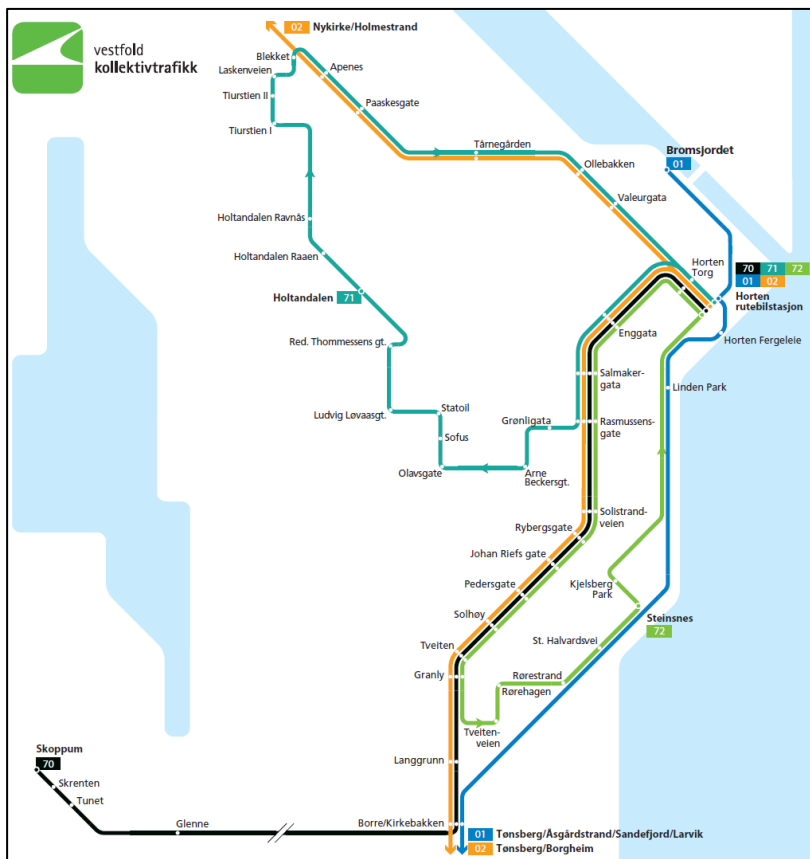 vestfold
kollektivtrafikk
02 Nykirke/Holmestrand
Blekket
Laskenveien
Apenes
Tiurstien II
Paaskesgate
Tiurstien I
Tårnegården
Ollebakken
Bromsjordet
01
Valeurgata
Holtandalen Ravnås
Holtandalen Raaen
Horten
Torg
70 71 72
01 02
Horten
rutebilstasjon
Holtandalen
71
Enggata
Horten Fergeleie
Red. Thommessens gt.
Salmaker-
gata
Linden Park
Ludvig Løvaasgt.
Statoil
Sofus
Grønligata
Rasmussens-
gate
Olavsgate
Arne
Beckersgt.
Solistrand-
veien
Rybergsgate
Johan Riefs gate
Pedersgate
Kjelsberg
Park
Solhøy
Steinsnes
72
Tveiten
St. Halvardsvei
Granly
Rørestrand
Rørehagen
Tveiten-
veien
Langgrunn
Skoppum
70
Skrenten
Tunet
Glenne
Borre/Kirkebakken
01 Tønsberg/Åsgårdstrand/Sandefjord/Larvik
02 Tønsberg/Borgheim